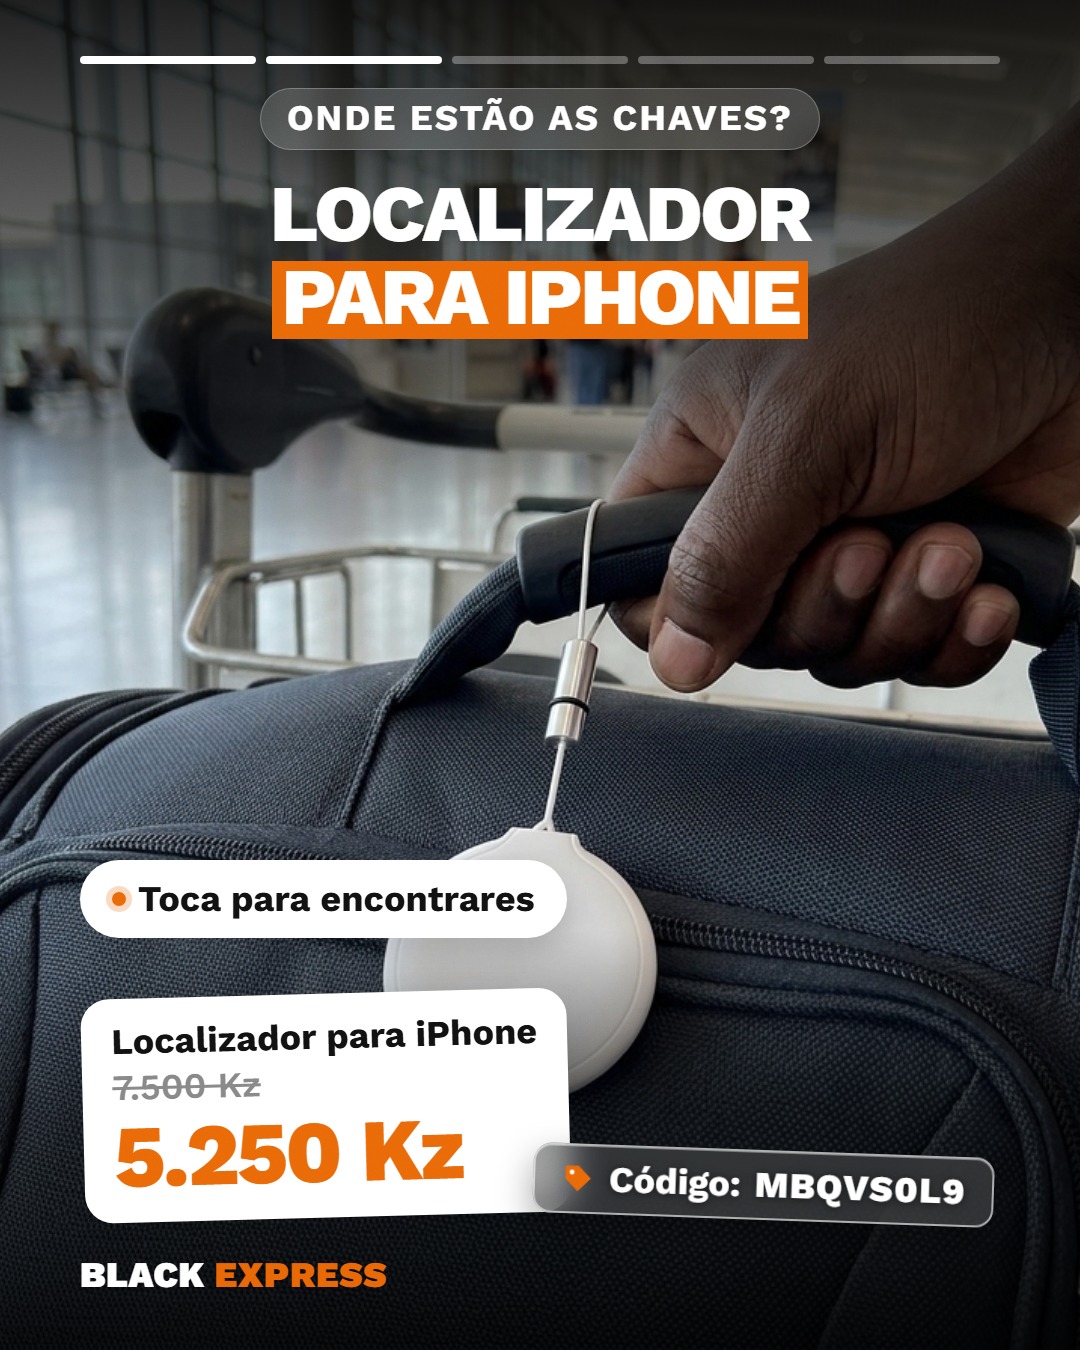 ONDE ESTÃO AS CHAVES?
LOCALIZADOR
PARA IPHONE
Toca para encontrares
Localizador para iPhone
7.500 Kz
5.250 Kz
Código: MBQVS0L9
BLACK EXPRESS